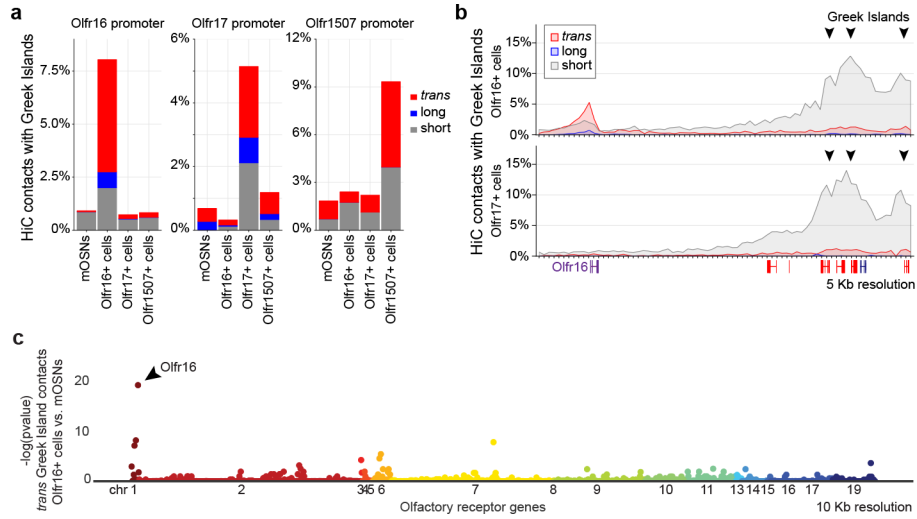 a
Olfr16 promoter
Olfr17 promoter
Olfr1507 promoter
HiC contacts with Greek Islands
7.5%
5.0%
2.5%
0%
6%
4%
2%
0%
12%
9%
6%
3%
0%
trans
long
short
mOSNs
Olfr16+ cells
Olfr17+ cells
Olfr1507+ cells
mOSNs
Olfr16+ cells
Olfr17+ cells
Olfr1507+ cells
mOSNs
Olfr16+ cells
Olfr17+ cells
Olfr1507+ cells
b
Greek Islands
HiC contacts with Greek Islands
Olfr16+ cells
Olfr17+ cells
trans
long
short
15%
10%
5%
0%
15%
10%
5%
0%
Olfr16
5 Kb resolution
c
-log(pvalue)
trans Greek Island contacts
Olfr16+ cells vs. mOSNs
20
10
0
Olfr16
chr 1 2 3 4 5 6 7 8 9 10 11 13 14 15 16 17 19
Olfactory receptor genes
10 Kb resolution